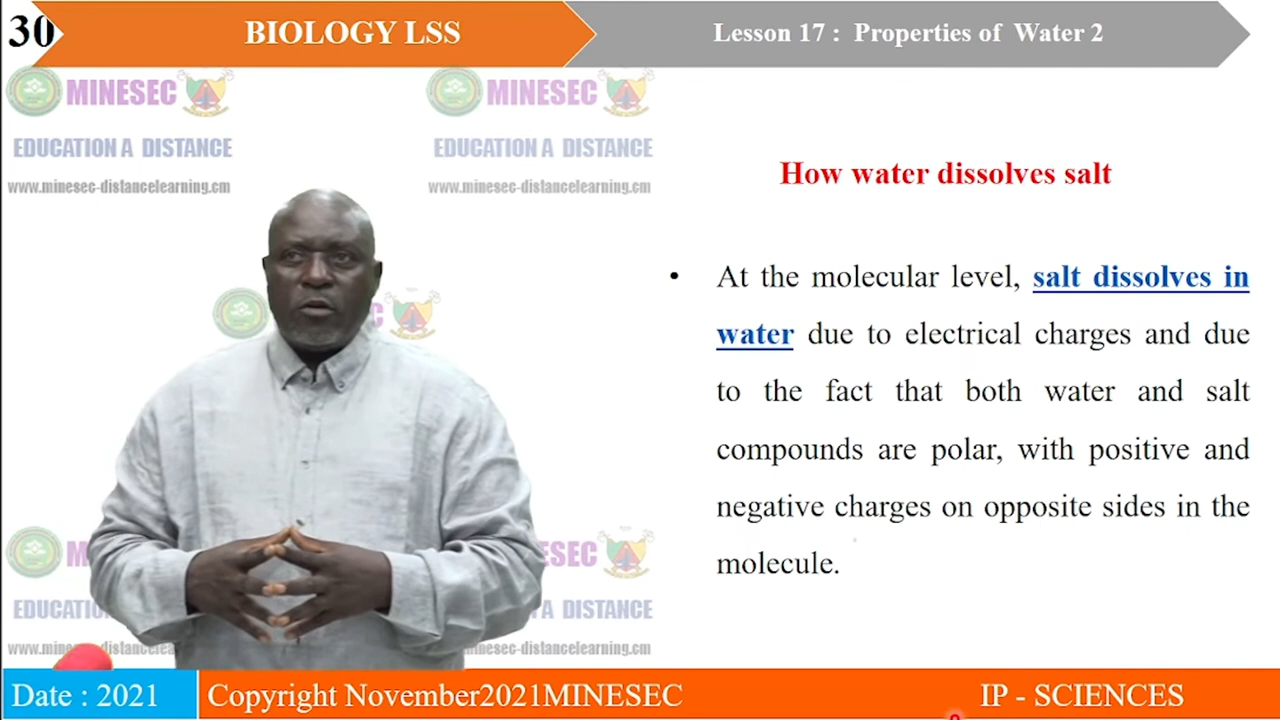 30
BIOLOGY LSS
Lesson 17 : Properties of Water 2
MINESEC
MINESEC
EDUCATION A DISTANCE
EDUCATION A DISTANCE
www.minesec-distancelearning.cm
www.minesec-distancelearning.cm
How water dissolves salt
• At the molecular level, salt dissolves in
water due to electrical charges and due
to the fact that both water and salt
compounds are polar, with positive and
negative charges on opposite sides in the
molecule.
Date : 2021
Copyright November2021MINESEC
IP - SCIENCES